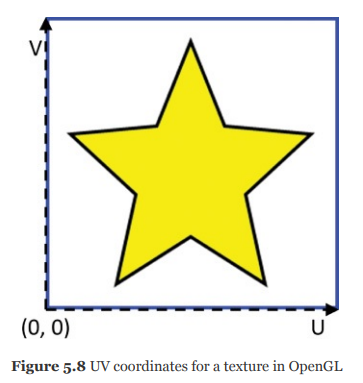 V
(0, 0)
U
Figure 5.8 UV coordinates for a texture in OpenGL